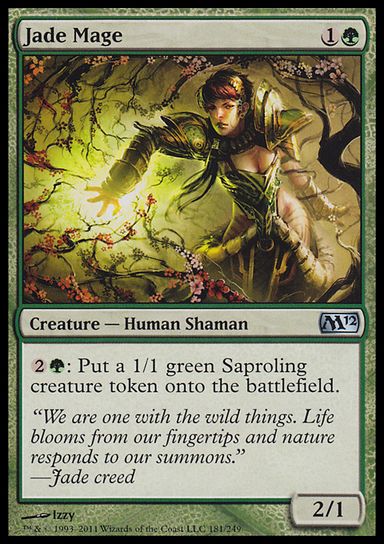 Jade Mage 1
Creature — Human Shaman M12
2: Put a 1/1 green Saproling
creature token onto the battlefield.
“We are one with the wild things. Life
blooms from our fingertips and nature
responds to our summons.”
—Jade creed
2/1
Izzy
™ & © 1993–2011 Wizards of the Coast LLC 181/249